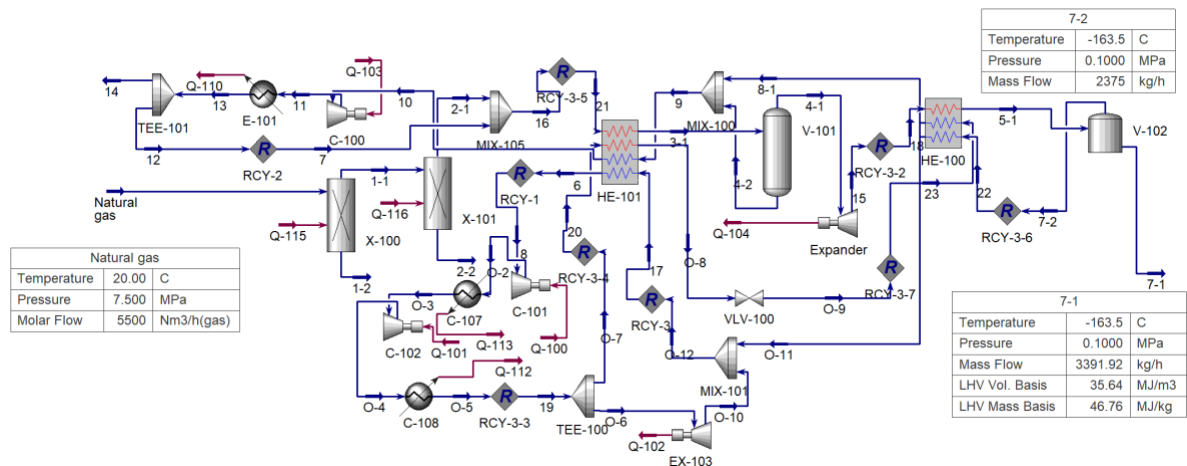 7-2
Temperature -163.5 C
Pressure 0.1000 MPa
Mass Flow 2375 kg/h
14
Q-110
13
11
Q-103
10
TEE-101
E-101
C-100
12
RCY-2
7
2-1
MIX-105
16
RCY-3-5
21
9
MIX-100
8-1
4-1
V-101
3-1
4-2
HE-101
RCY-3-2
15
18
HE-100
5-1
V-102
23
22
7-2
RCY-3-6
7-1
Q-104
Expander
RCY-3-7
Natural
gas
1-1
Q-116
X-101
Q-115
X-100
1-2
2-2
RCY-1
6
20
RCY-3-4
O-2
8
C-101
O-3
C-107
C-102
Q-101
Q-113
Q-100
Q-112
O-7
17
RCY-3
O-8
VLV-100
O-9
O-12
O-11
MIX-101
O-4
C-108
O-5
RCY-3-3
19
TEE-100
O-6
O-10
Q-102
EX-103
Natural gas
Temperature 20.00 C
Pressure 7.500 MPa
Molar Flow 5500 Nm3/h(gas)
7-1
Temperature -163.5 C
Pressure 0.1000 MPa
Mass Flow 3391.92 kg/h
LHV Vol. Basis 35.64 MJ/m3
LHV Mass Basis 46.76 MJ/kg